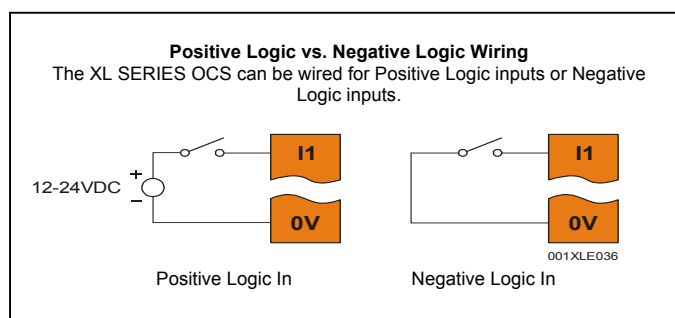 Positive Logic vs. Negative Logic Wiring
The XL SERIES OCS can be wired for Positive Logic inputs or Negative
Logic inputs.
I1
I1
+
12-24VDC
–
0V
0V
001XLE036
Positive Logic In
Negative Logic In